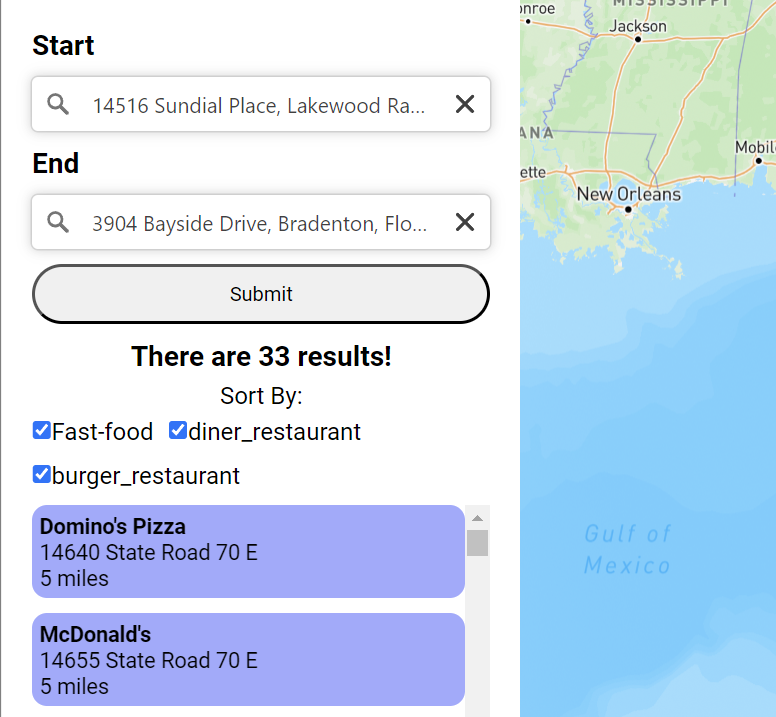 Start
14516 Sundial Place, Lakewood Ra...
End
3904 Bayside Drive, Bradenton, Flo...
Submit
There are 33 results!
Sort By:
Fast-food diner_restaurant
burger_restaurant
Domino's Pizza
14640 State Road 70 E
5 miles
McDonald's
14655 State Road 70 E
5 miles
MISSISSIPPI
nroe
Jackson
ANA
ette
Mobil
New Orleans
Gulf of
Mexico